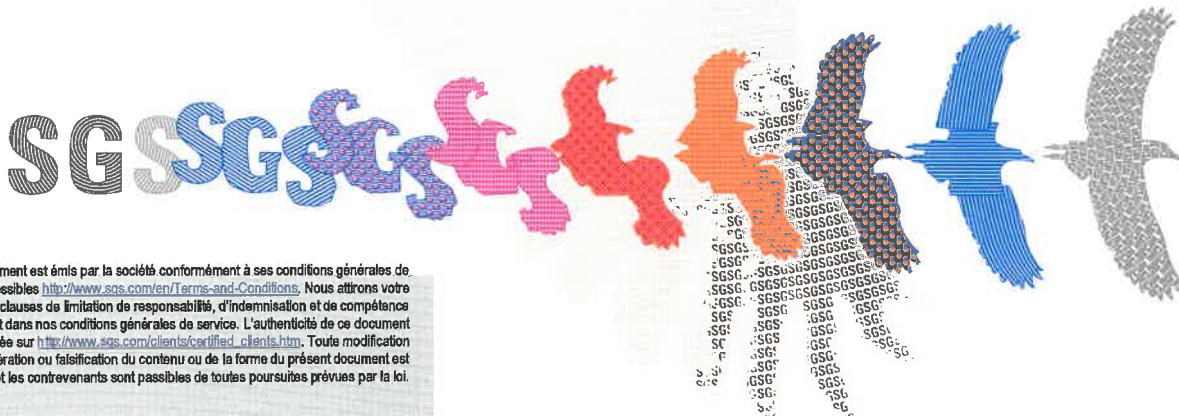 SGS SGS SGS
ment est émis par la société conformément à ses conditions générales de
ssibles http://www.sgs.com/en/Terms-and-Conditions. Nous attirons votre
clauses de limitation de responsabilité, d'indemnisation et de compétence
t dans nos conditions générales de service. L'authenticité de ce document
ée sur http://www.sgs.com/clients/certified_clients.htm. Toute modification
ération ou falsification du contenu ou de la forme du présent document est
et les contrevenants sont passibles de toutes poursuites prévues par la loi.